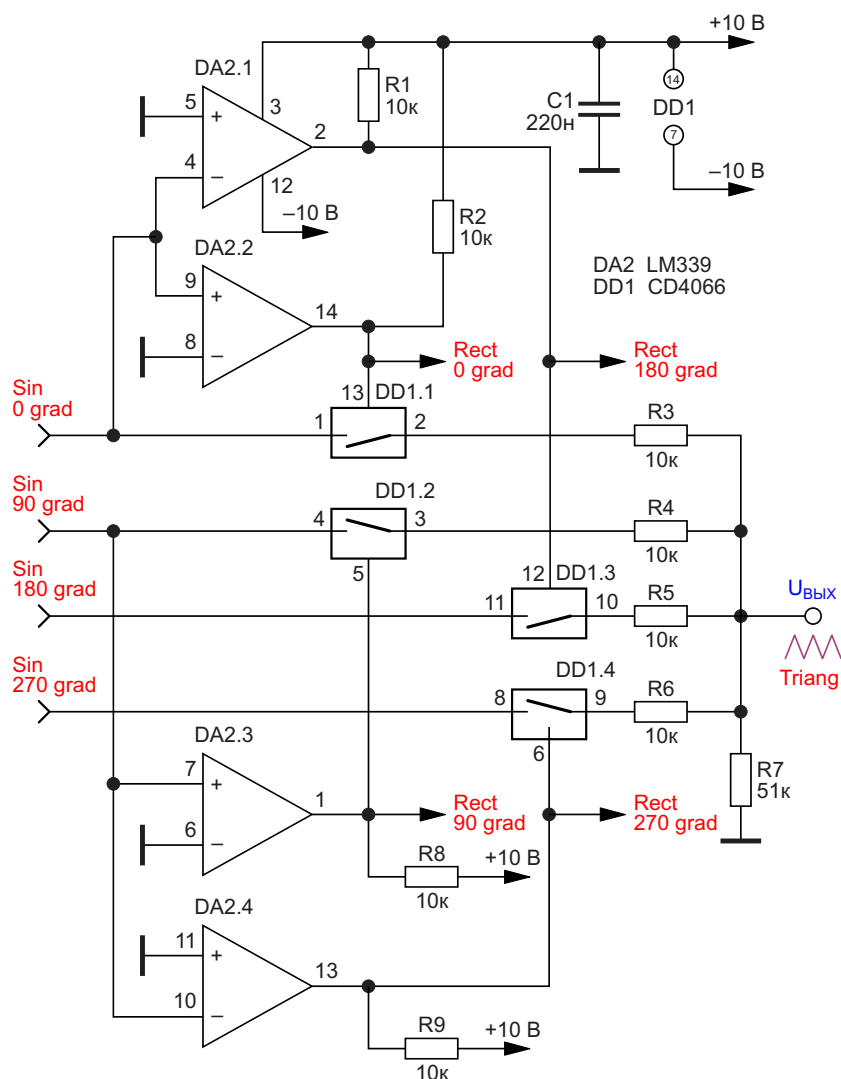 +10 В
DA2.1
R1
10к
5
+
3
2
4
−
12
–10 В
C1
220н
14
DD1
7
–10 В
R2
10к
DA2.2
9
+
14
8
−
DA2 LM339
DD1 CD4066
Rect
0 grad
Rect
180 grad
Sin
0 grad
13
DD1.1
1
2
R3
10к
Sin
90 grad
DD1.2
4
3
5
R4
10к
Sin
180 grad
12
DD1.3
11
10
R5
10к
Uвых
Triang
Sin
270 grad
DD1.4
8
9
6
R6
10к
R7
51к
DA2.3
7
+
1
6
−
Rect
90 grad
Rect
270 grad
R8
10к
+10 В
DA2.4
11
+
13
10
−
R9
10к
+10 В